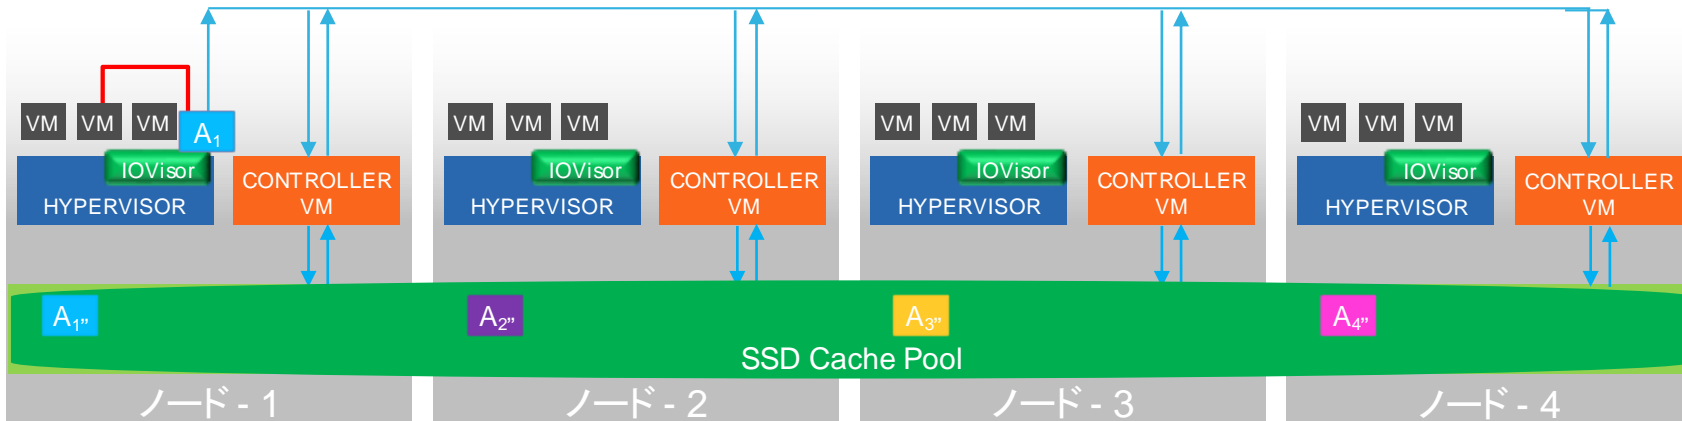 VM VM VM A1
IOVisor
HYPERVISOR
CONTROLLER
VM
VM VM VM
IOVisor
HYPERVISOR
CONTROLLER
VM
VM VM VM
IOVisor
HYPERVISOR
CONTROLLER
VM
VM VM VM
IOVisor
HYPERVISOR
CONTROLLER
VM
A1”
A2”
A3”
A4”
SSD Cache Pool
ノード - 1
ノード - 2
ノード - 3
ノード - 4